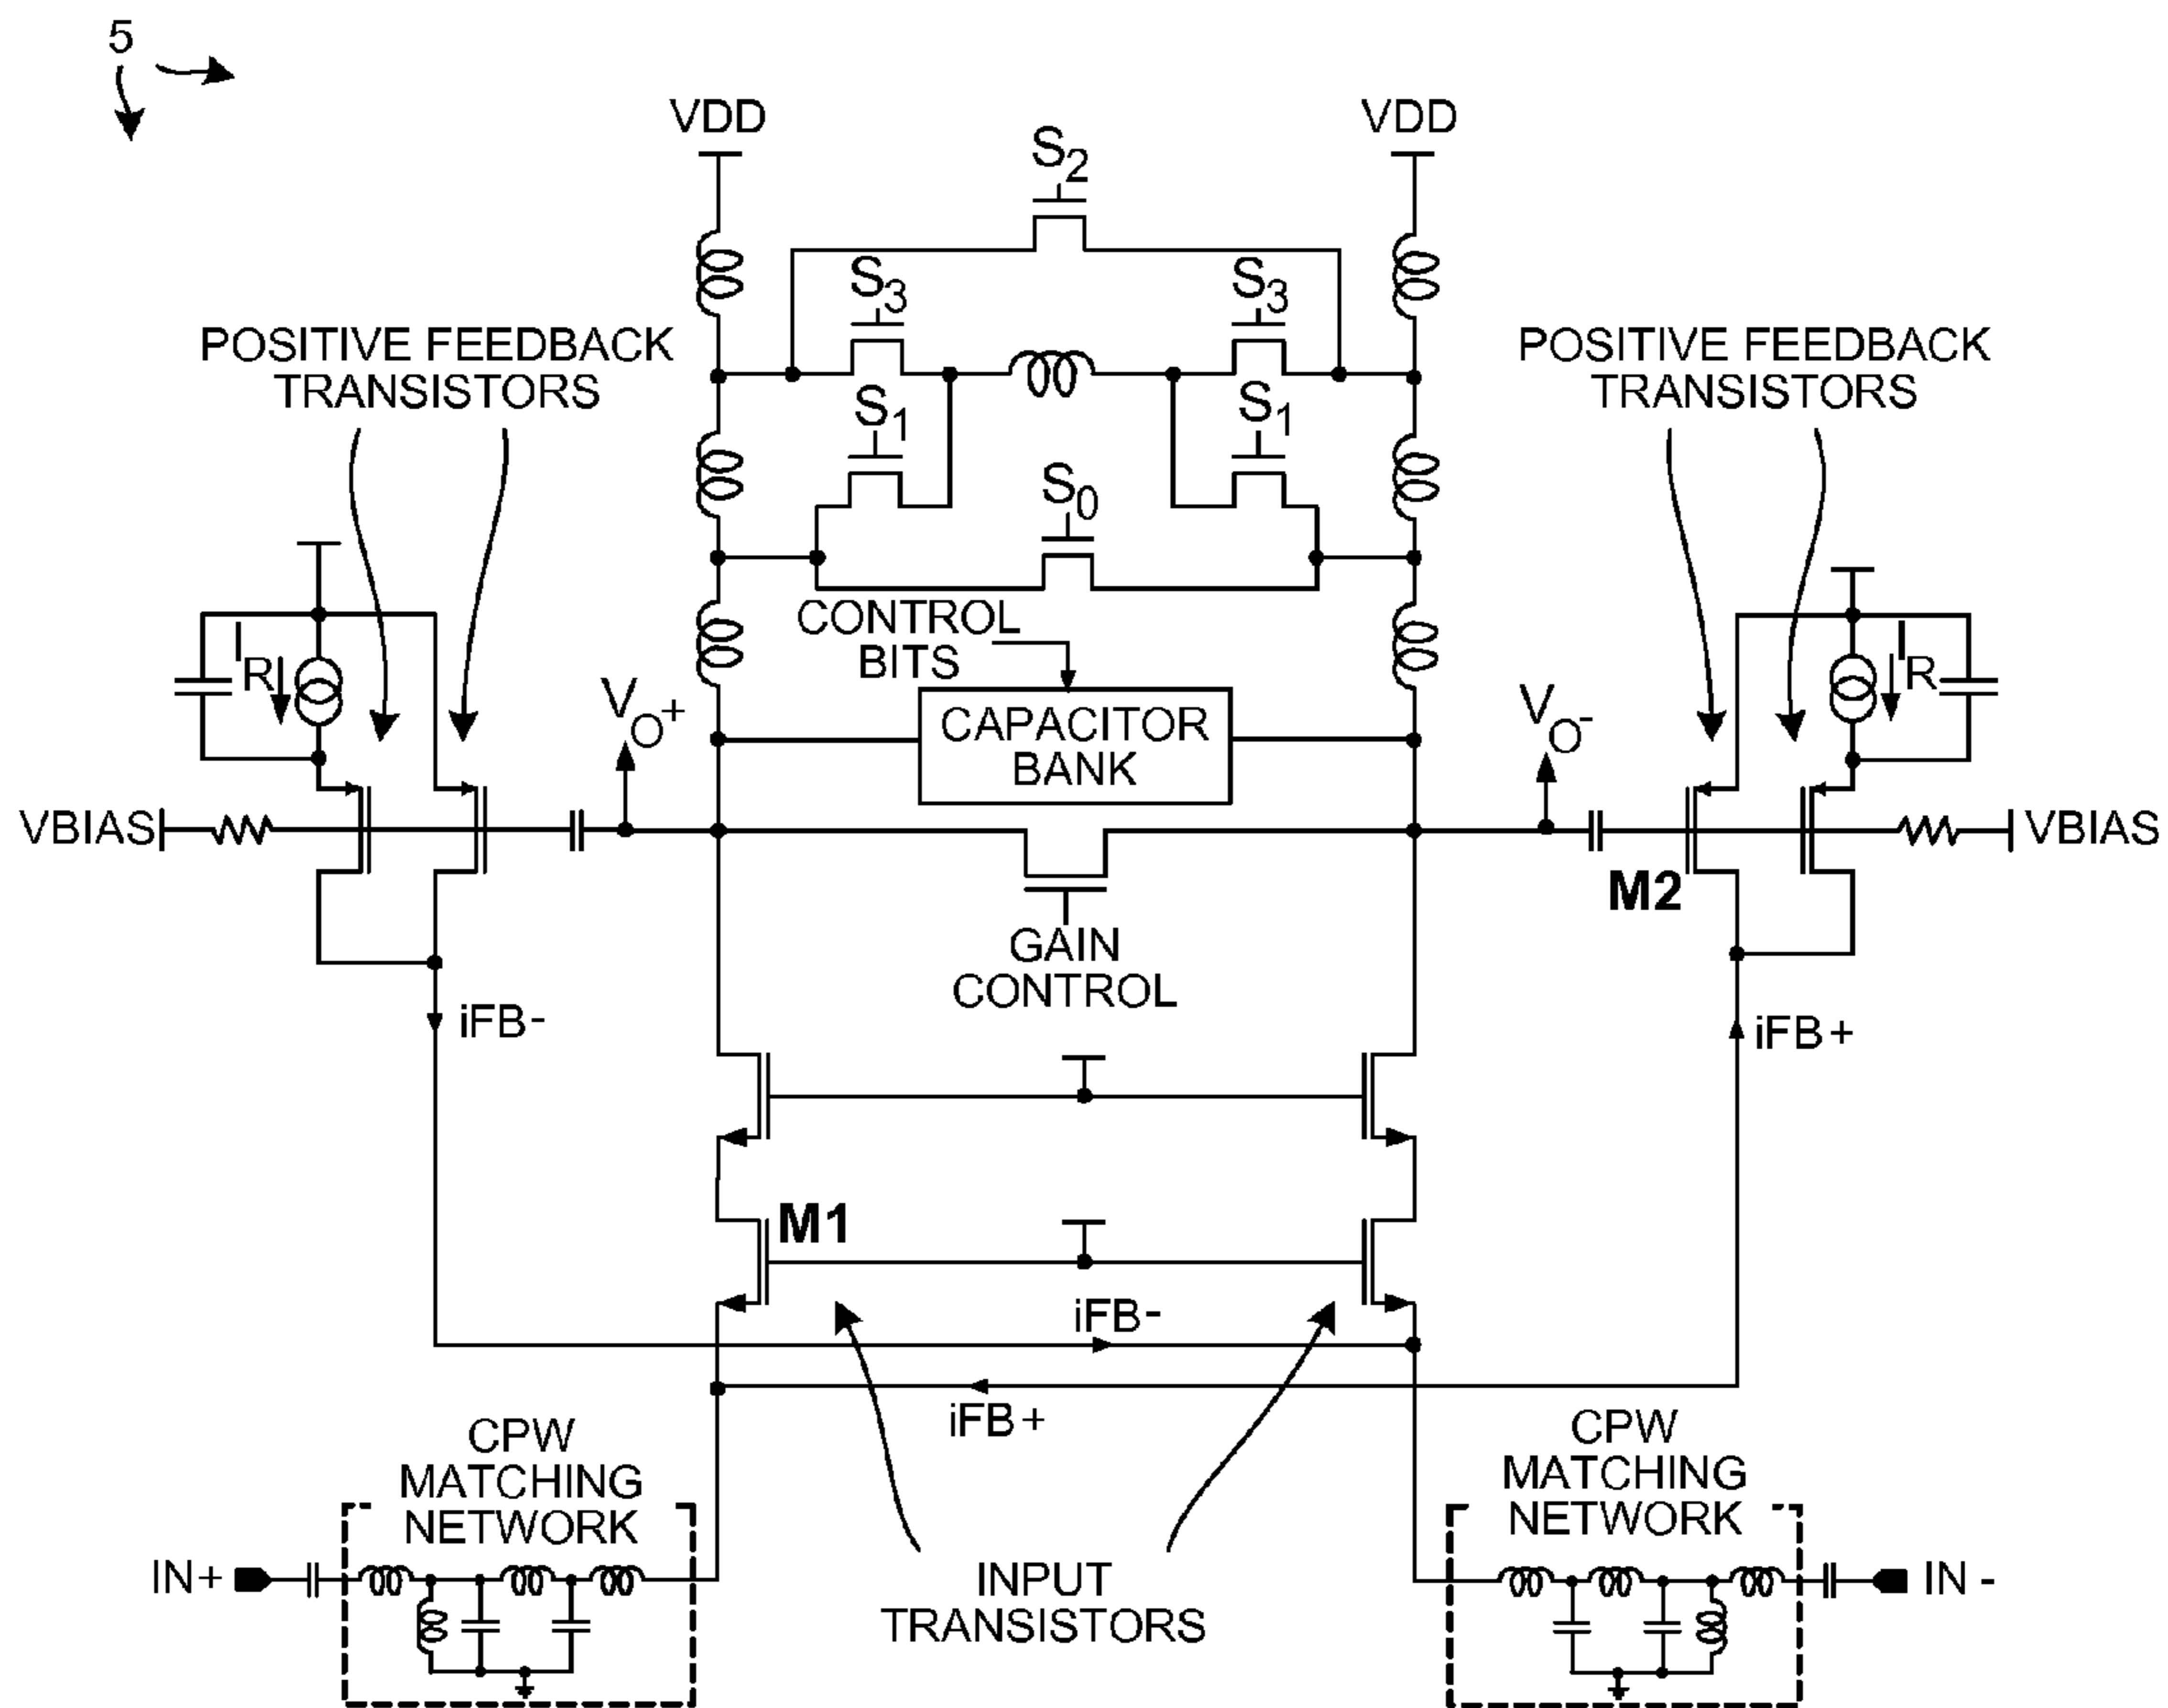 5
VDD
VDD
S2
S3
S3
POSITIVE FEEDBACK
TRANSISTORS
POSITIVE FEEDBACK
TRANSISTORS
S1
S1
S0
CONTROL
BITS
IR
IR
VO+
VO-
CAPACITOR
BANK
VBIAS
VBIAS
M2
GAIN
CONTROL
iFB-
iFB+
M1
iFB-
iFB+
CPW
MATCHING
NETWORK
CPW
MATCHING
NETWORK
IN+
INPUT
TRANSISTORS
IN -